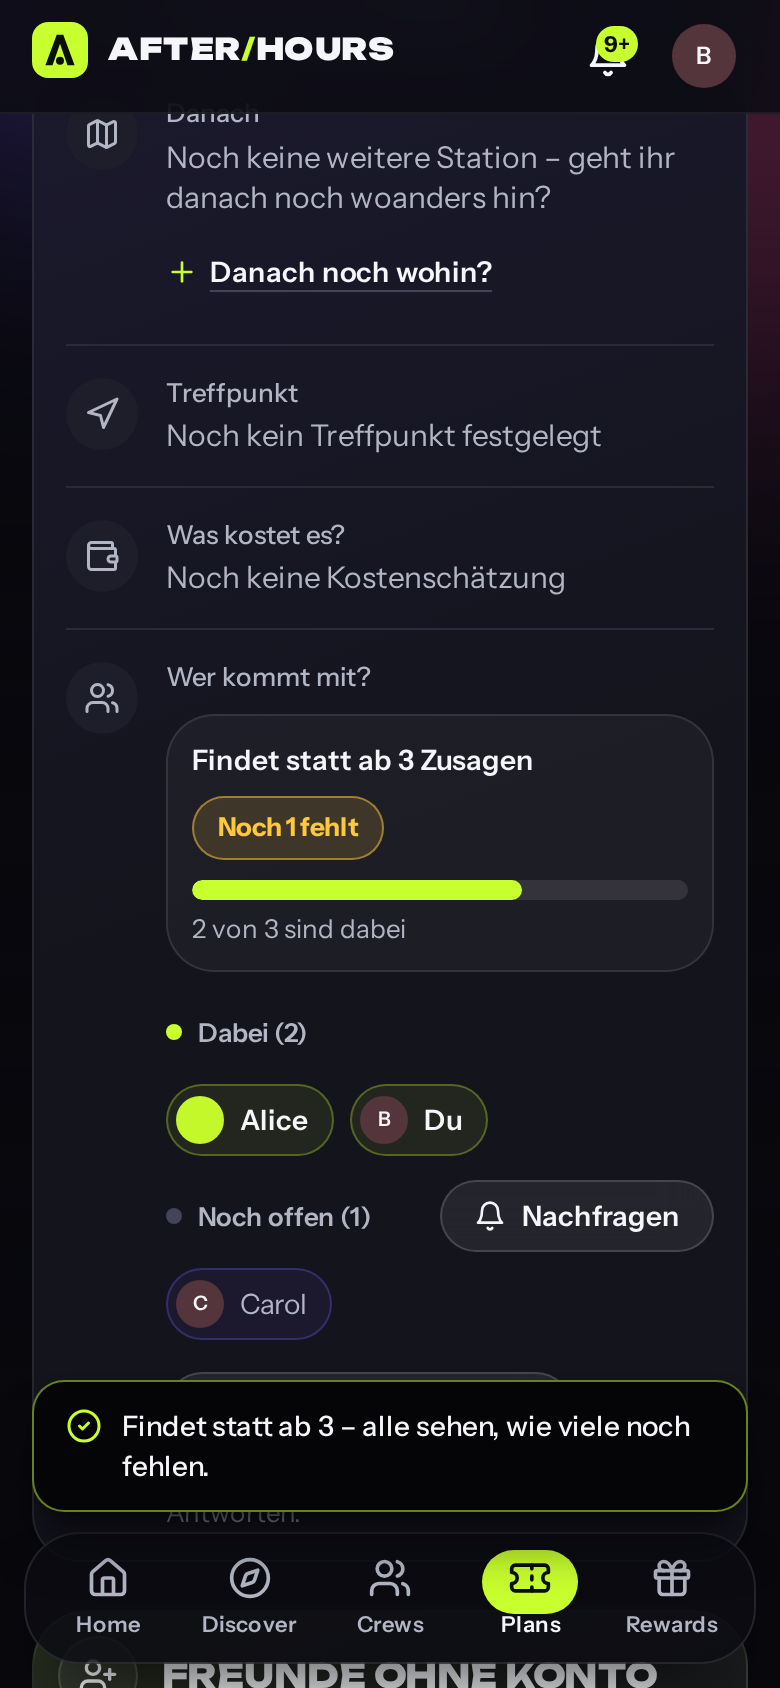 AFTER/HOURS
9+
B
Danach
Noch keine weitere Station – geht ihr
danach noch woanders hin?
Danach noch wohin?
Treffpunkt
Noch kein Treffpunkt festgelegt
Was kostet es?
Noch keine Kostenschätzung
Wer kommt mit?
Findet statt ab 3 Zusagen
Noch 1 fehlt
2 von 3 sind dabei
Dabei (2)
Alice
B Du
Noch offen (1)
Nachfragen
C Carol
Findet statt ab 3 – alle sehen, wie viele noch
fehlen.
Antworten.
Home Discover Crews Plans Rewards
FREUNDE OHNE KONTO